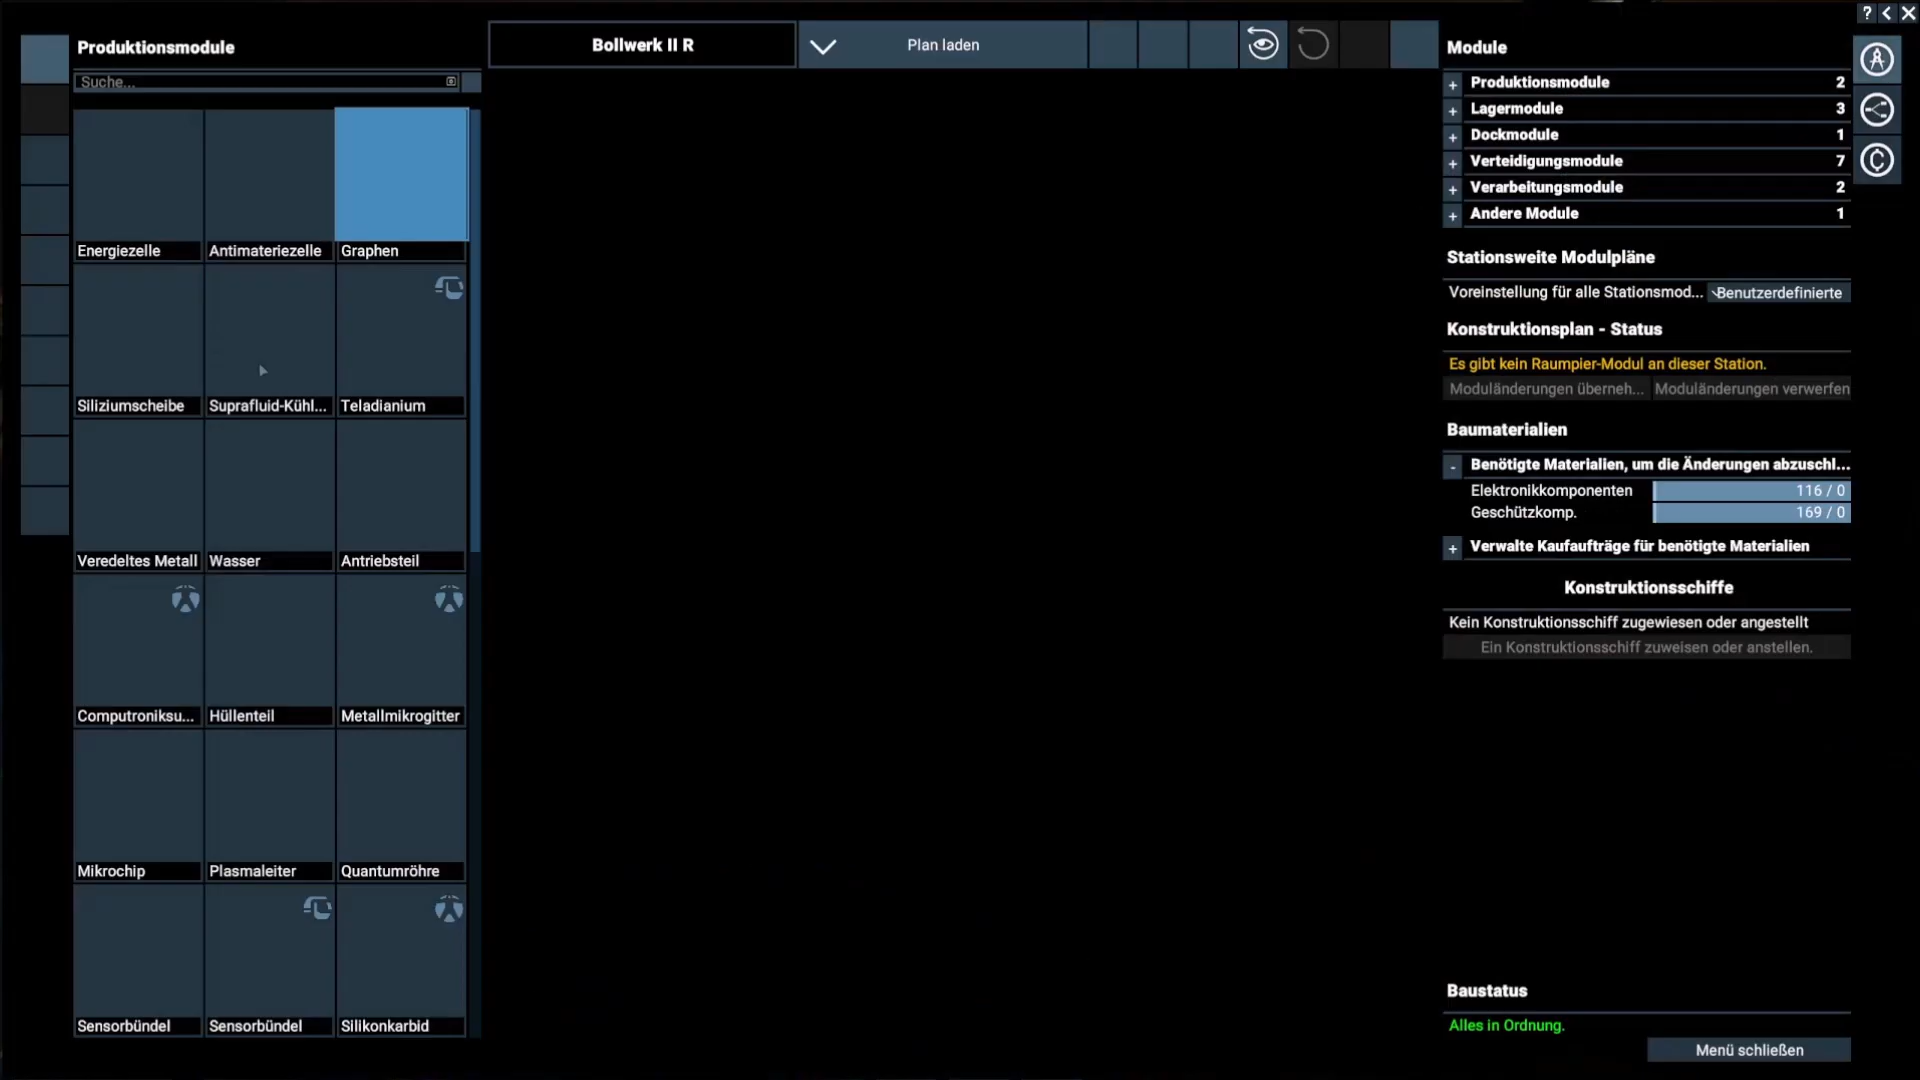 Produktionsmodule
Suche...
Energiezelle
Antimateriezelle
Graphen
Siliziumscheibe
Suprafluid-Kühl...
Teladianium
Veredeltes Metall
Wasser
Antriebsteil
Computroniksu...
Hüllenteil
Metallmikrogitter
Mikrochip
Plasmaleiter
Quantumröhre
Sensorbündel
Sensorbündel
Silikonkarbid
Bollwerk II R
Plan laden
Module
+ Produktionsmodule 2
+ Lagermodule 3
+ Dockmodule 1
+ Verteidigungsmodule 7
+ Verarbeitungsmodule 2
+ Andere Module 1
Stationsweite Modulpläne
Voreinstellung für alle Stationsmod... Benutzerdefinierte
Konstruktionsplan - Status
Es gibt kein Raumpier-Modul an dieser Station.
Moduländerungen überneh... Moduländerungen verwerfen
Baumaterialien
- Benötigte Materialien, um die Änderungen abzuschl...
Elektronikkomponenten 116 / 0
Geschützkomp. 169 / 0
+ Verwalte Kaufaufträge für benötigte Materialien
Konstruktionsschiffe
Kein Konstruktionsschiff zugewiesen oder angestellt
Ein Konstruktionsschiff zuweisen oder anstellen.
Baustatus
Alles in Ordnung.
Menü schließen
? < X